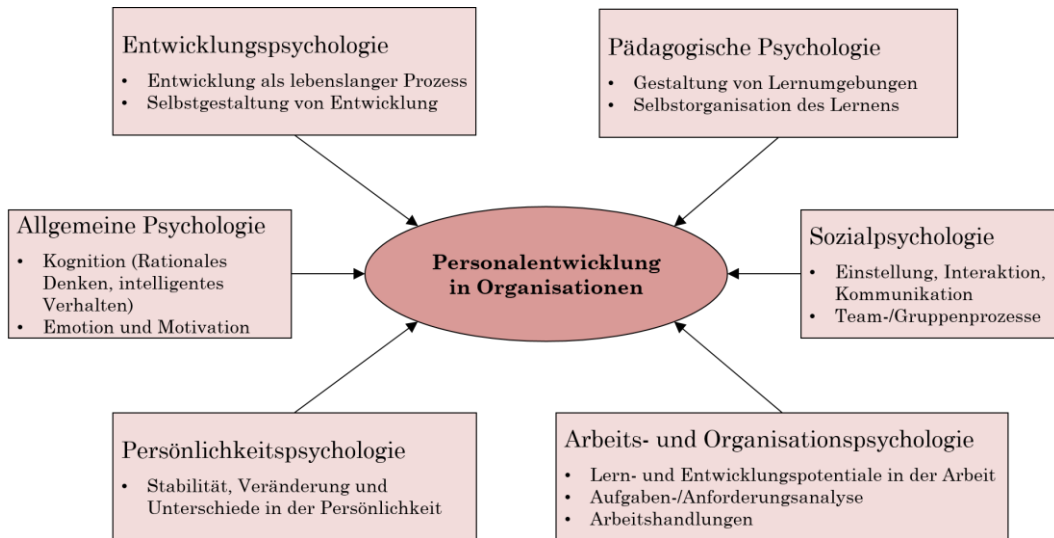 Entwicklungspsychologie
• Entwicklung als lebenslanger Prozess
• Selbstgestaltung von Entwicklung
Pädagogische Psychologie
• Gestaltung von Lernumgebungen
• Selbstorganisation des Lernens
Allgemeine Psychologie
• Kognition (Rationales
Denken, intelligentes
Verhalten)
• Emotion und Motivation
Personalentwicklung
in Organisationen
Sozialpsychologie
• Einstellung, Interaktion,
Kommunikation
• Team-/Gruppenprozesse
Persönlichkeitspsychologie
• Stabilität, Veränderung und
Unterschiede in der Persönlichkeit
Arbeits- und Organisationspsychologie
• Lern- und Entwicklungspotentiale in der Arbeit
• Aufgaben-/Anforderungsanalyse
• Arbeitshandlungen